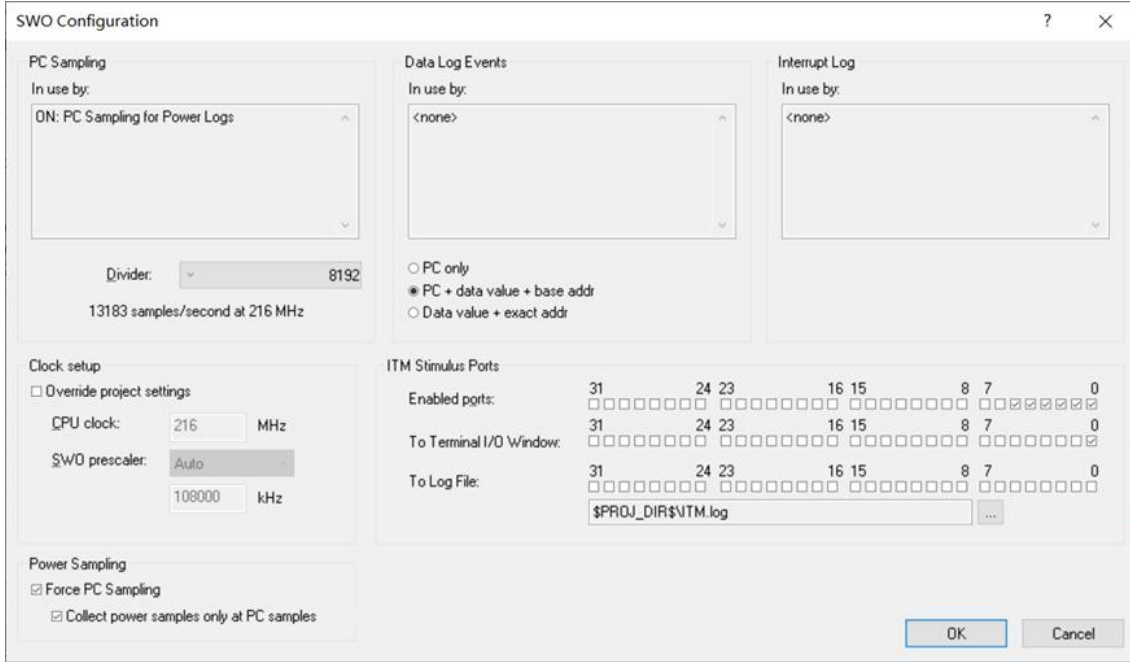 SWO Configuration
PC Sampling
In use by:
ON: PC Sampling for Power Logs
Divider:
8192
13183 samples/second at 216 MHz
Data Log Events
In use by:
<none>
PC only
PC + data value + base addr
Data value + exact addr
Interrupt Log
In use by:
<none>
Clock setup
Override project settings
CPU clock: 216 MHz
SWO prescaler: Auto
108000 kHz
ITM Stimulus Ports
31 24 23 16 15 8 7 0
Enabled ports:
31 24 23 16 15 8 7 0
To Terminal I/O Window:
31 24 23 16 15 8 7 0
To Log File:
$PROJ_DIR$\ITM.log
...
Power Sampling
Force PC Sampling
Collect power samples only at PC samples
OK
Cancel